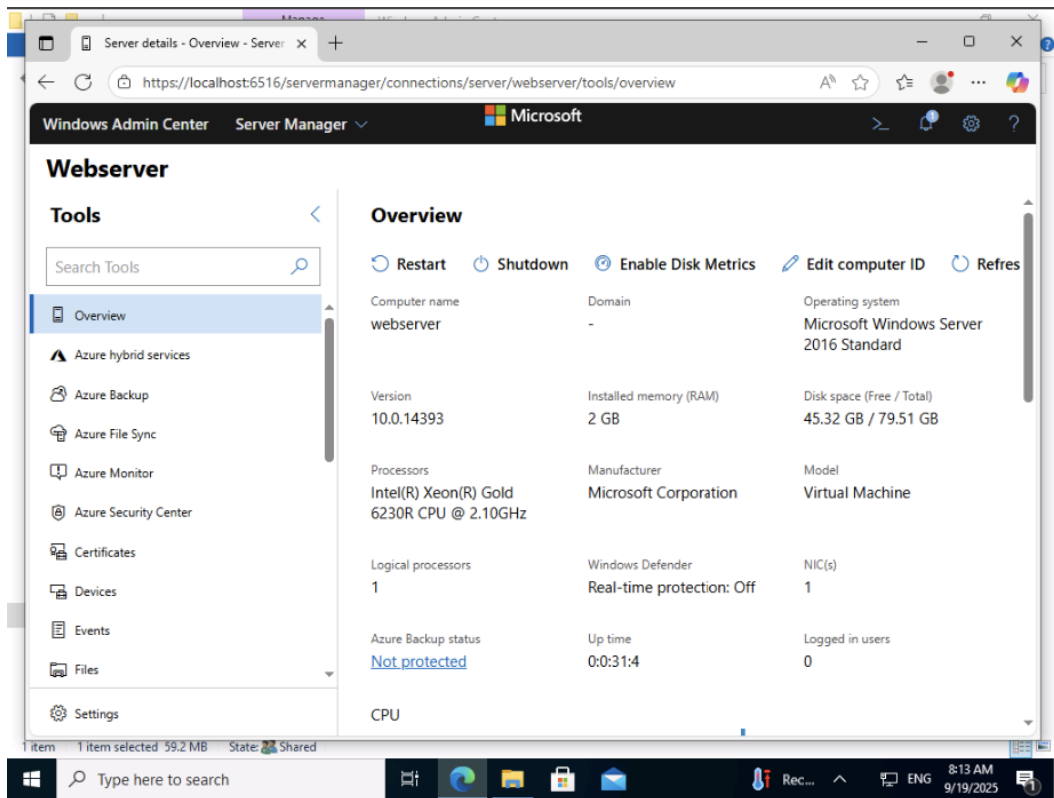 Manage
Server details - Overview - Server
https://localhost:6516/servermanager/connections/server/webserver/tools/overview
Windows Admin Center
Server Manager
Microsoft
1
?
Webserver
Tools
Search Tools
Overview
Azure hybrid services
Azure Backup
Azure File Sync
Azure Monitor
Azure Security Center
Certificates
Devices
Events
Files
Settings
Overview
Restart
Shutdown
Enable Disk Metrics
Edit computer ID
Refres
Computer name
webserver
Domain
-
Operating system
Microsoft Windows Server
2016 Standard
Version
10.0.14393
Installed memory (RAM)
2 GB
Disk space (Free / Total)
45.32 GB / 79.51 GB
Processors
Intel(R) Xeon(R) Gold
6230R CPU @ 2.10GHz
Manufacturer
Microsoft Corporation
Model
Virtual Machine
Logical processors
1
Windows Defender
Real-time protection: Off
NIC(s)
1
Azure Backup status
Not protected
Up time
0:0:31:4
Logged in users
0
CPU
1 item 1 item selected 59.2 MB State: Shared
Type here to search
Rec...
ENG
8:13 AM
9/19/2025
1